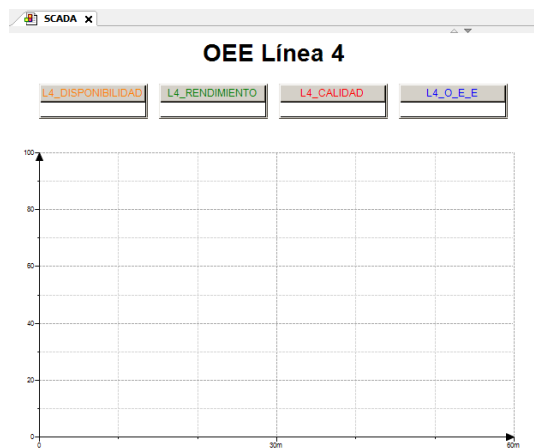 SCADA X
OEE Línea 4
L4_DISPONIBILIDAD L4_RENDIMIENTO L4_CALIDAD L4_O_E_E
100
80
60
40
20
0
0 30m 60m